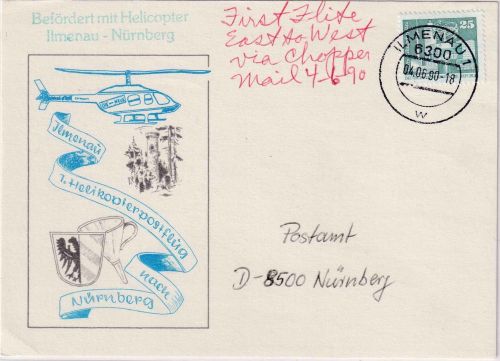 Befördert mit Helicopter
Ilmenau - Nürnberg
First Flite
East to West
via Chopper
Mail 4-6 90
25
ILMENAU 1
6300
04.06.90-18
w
Ilmenau
1. Helikopterpostflug
nach
Nürnberg
Postamt
D-8500 Nürnberg